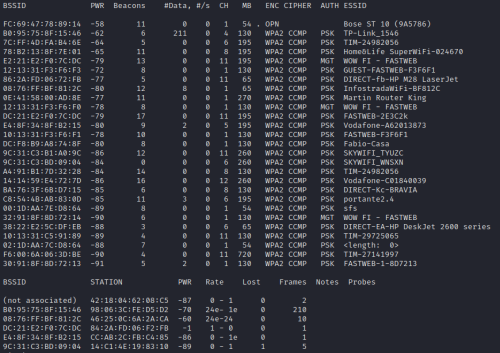 BSSID PWR Beacons #Data, #/s CH MB ENC CIPHER AUTH ESSID
FC:69:47:78:89:14 -58 11 0 0 1 54 . OPN Bose ST 10 (9A5786)
B0:95:75:8F:15:46 -62 6 211 0 4 130 WPA2 CCMP PSK TP-Link_1546
7C:FF:4D:FA:B4:6E -64 5 0 0 6 195 WPA2 CCMP PSK TIM-24982056
78:B2:13:8F:7E:01 -65 11 0 0 5 195 WPA2 CCMP PSK Home&Life SuperWiFi-024670
E2:21:E2:F0:7C:DC -79 13 0 0 11 195 WPA2 CCMP MGT WOW FI - FASTWEB
12:13:31:F3:F6:F3 -72 8 0 0 1 130 WPA2 CCMP PSK GUEST-FASTWEB-F3F6F1
86:2A:FD:06:72:FB -77 5 0 0 11 65 WPA2 CCMP PSK DIRECT-fb-HP M28 LaserJet
08:76:FF:BF:81:2C -80 12 8 0 1 54 WPA2 CCMP PSK InfostradaWiFi-BF812C
0E:41:58:00:AD:8E -77 11 0 0 1 270 WPA2 CCMP PSK Martin Router King
12:13:31:F3:F6:F0 -78 8 0 0 1 130 WPA2 CCMP MGT WOW FI - FASTWEB
DC:21:E2:F0:7C:DC -79 17 0 0 11 195 WPA2 CCMP PSK FASTWEB-2E3C2k
E4:8F:34:8F:B2:15 -80 9 2 0 5 195 WPA2 CCMP PSK Vodafone-A62013873
10:13:31:F3:F6:F1 -78 10 0 0 1 130 WPA2 CCMP PSK FASTWEB-F3F6F1
DC:F8:B9:A8:74:8F -80 8 0 0 1 130 WPA2 CCMP PSK Fabio-Casa
9C:31:C3:B1:A0:9C -86 12 0 0 11 260 WPA2 CCMP PSK SKYWIFI_TYUZC
9C:31:C3:BD:09:04 -84 0 0 0 6 260 WPA2 CCMP PSK SKYWIFI_WNSXN
A4:91:B1:7D:32:28 -84 14 0 0 8 130 WPA2 CCMP PSK TIM-24982056
14:14:59:E4:72:7D -86 16 0 0 12 260 WPA2 CCMP PSK Vodafone-C01840039
BA:76:3F:6B:D7:15 -85 6 0 0 8 130 WPA2 CCMP PSK DIRECT-Kc-BRAVIA
C8:54:4B:AB:83:0D -85 11 3 0 6 195 WPA2 CCMP PSK portante2.4
00:1D:AA:7E:D8:64 -89 8 0 0 1 54 WPA2 CCMP PSK sfs
32:91:8F:8D:72:14 -90 6 0 0 1 130 WPA2 CCMP MGT WOW FI - FASTWEB
38:22:E2:5C:DF:EB -88 3 0 0 6 65 WPA2 CCMP PSK DIRECT-EA-HP DeskJet 2600 series
10:13:31:C5:91:89 -89 4 0 0 11 130 WPA2 CCMP PSK TIM-29725065
02:1D:AA:7C:D8:64 -88 7 0 0 1 54 WPA2 CCMP PSK <length: 0>
F6:00:6A:06:3D:BE -90 4 0 0 11 720 WPA2 CCMP PSK TIM-27141997
30:91:8F:8D:72:13 -91 5 2 0 1 130 WPA2 CCMP PSK FASTWEB-1-8D7213
BSSID STATION PWR Rate Lost Frames Notes Probes
(not associated) 42:18:04:62:08:C5 -87 0 - 1 0 2
B0:95:75:8F:15:46 98:06:3C:FE:D5:D2 -70 24e- 1e 0 210
08:76:FF:BF:81:2C 46:25:0C:6A:2A:CA -60 24e-24 0 10
DC:21:E2:F0:7C:DC 84:2A:FD:06:F2:FB -1 1 - 0 0 1
E4:8F:34:8F:B2:15 CC:AB:2C:FB:C4:85 -86 0 - 1e 0 1
9C:31:C3:BD:09:04 14:C1:4E:19:83:10 -89 0 - 1 1 5